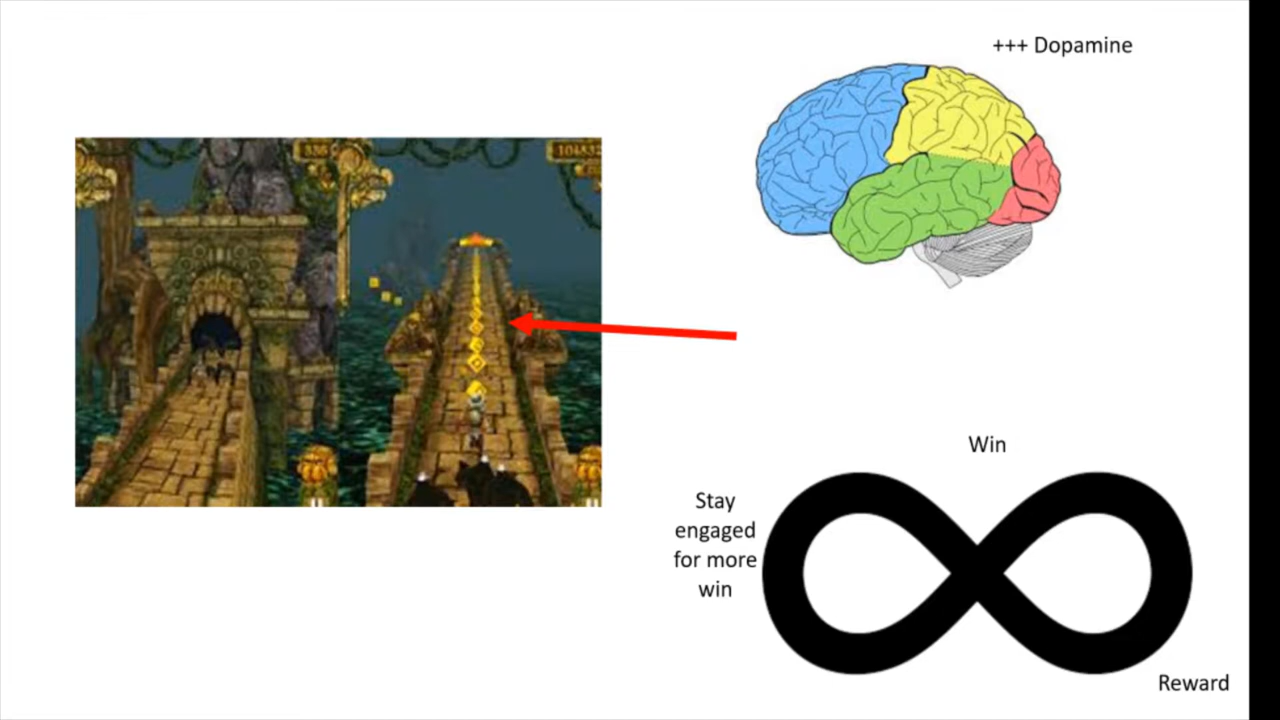 +++ Dopamine
Win
Stay
engaged
for more
win
Reward